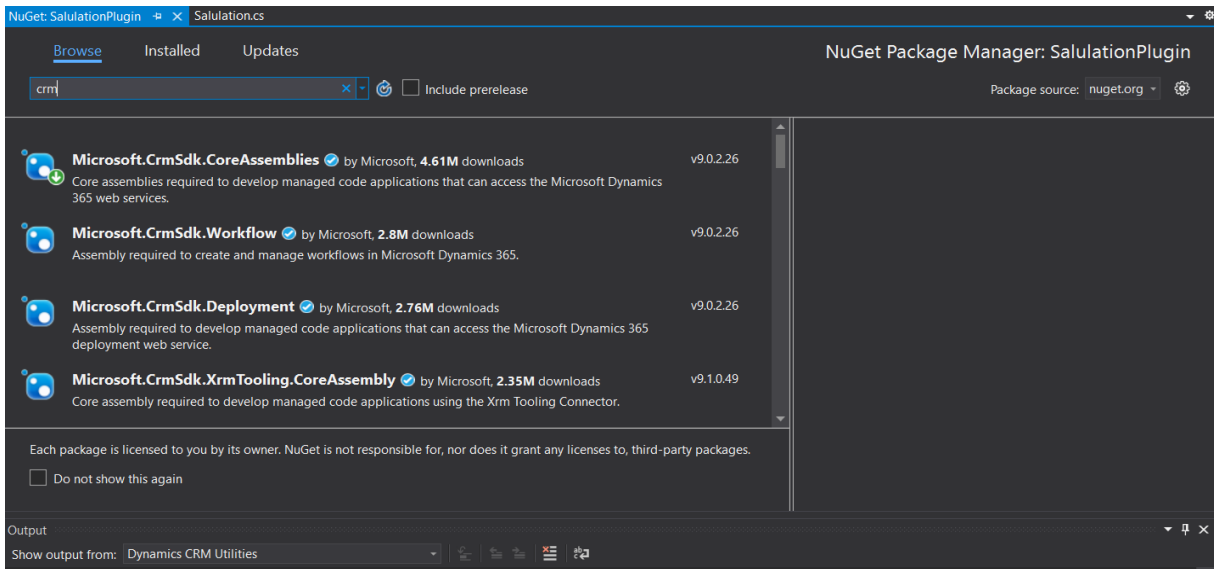 NuGet: SalulationPlugin Salulation.cs
Browse Installed Updates NuGet Package Manager: SalulationPlugin
crm Include prerelease Package source: nuget.org
Microsoft.CrmSdk.CoreAssemblies by Microsoft, 4.61M downloads v9.0.2.26
Core assemblies required to develop managed code applications that can access the Microsoft Dynamics
365 web services.
Microsoft.CrmSdk.Workflow by Microsoft, 2.8M downloads v9.0.2.26
Assembly required to create and manage workflows in Microsoft Dynamics 365.
Microsoft.CrmSdk.Deployment by Microsoft, 2.76M downloads v9.0.2.26
Assembly required to develop managed code applications that can access the Microsoft Dynamics 365
deployment web service.
Microsoft.CrmSdk.XrmTooling.CoreAssembly by Microsoft, 2.35M downloads v9.1.0.49
Core assembly required to develop managed code applications using the Xrm Tooling Connector.
Each package is licensed to you by its owner. NuGet is not responsible for, nor does it grant any licenses to, third-party packages.
Do not show this again
Output
Show output from: Dynamics CRM Utilities